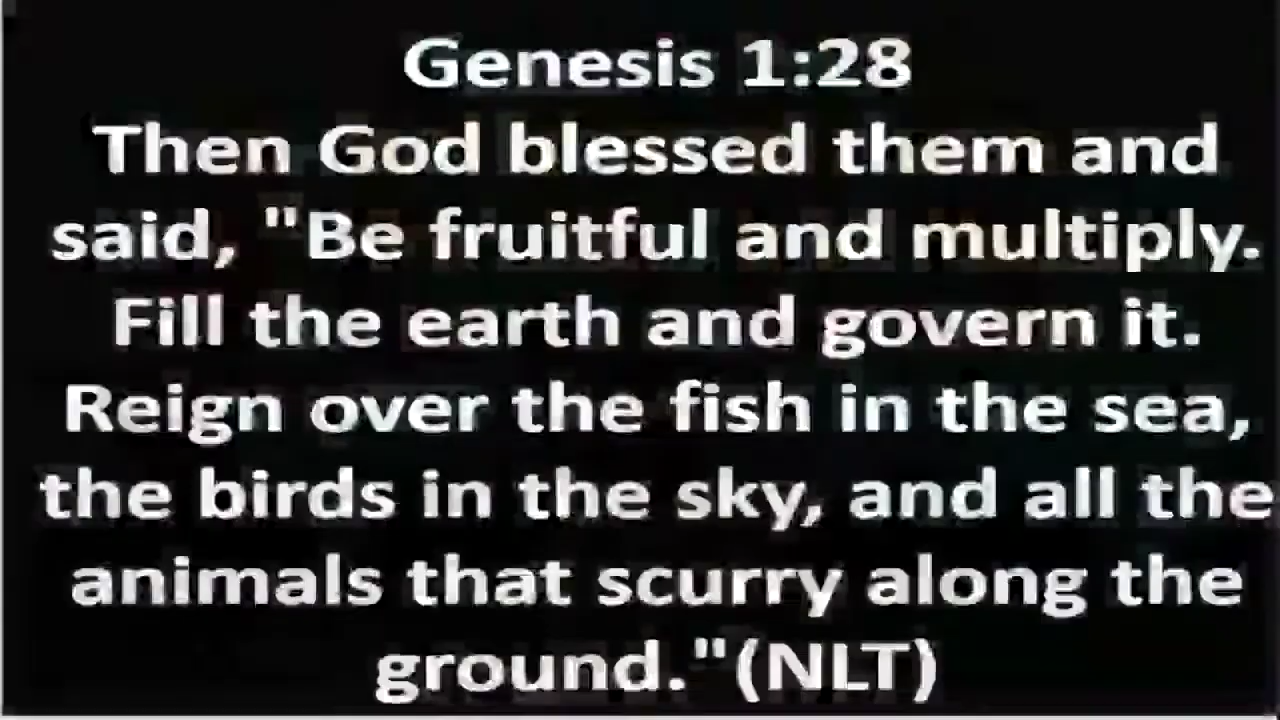 Genesis 1:28
Then God blessed them and
said, "Be fruitful and multiply.
Fill the earth and govern it.
Reign over the fish in the sea,
the birds in the sky, and all the
animals that scurry along the
ground."(NLT)